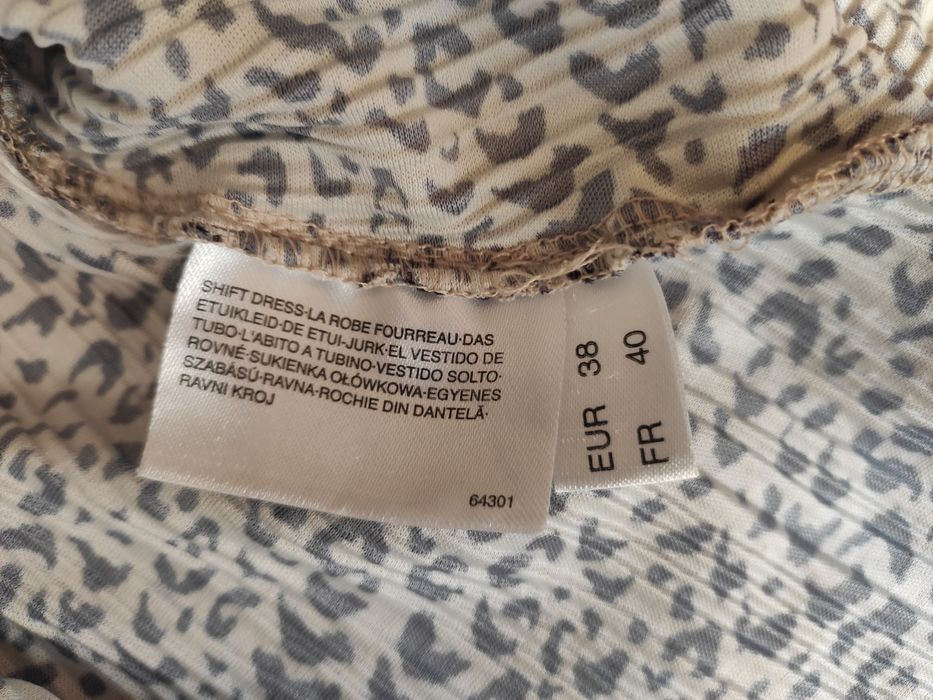 SHIFT DRESS·LA ROBE FOURREAU·DAS
ETUIKLEID·DE ETUI-JURK·EL VESTIDO DE
TUBO·L'ABITO A TUBINO·VESTIDO SOLTO·
ROVNÉ·SUKIENKA OŁÓWKOWA·EGYENES
SZABÁSÚ·RAVNA·ROCHIE DIN DANTELĂ·
RAVNI KROJ
64301
EUR 38
FR 40